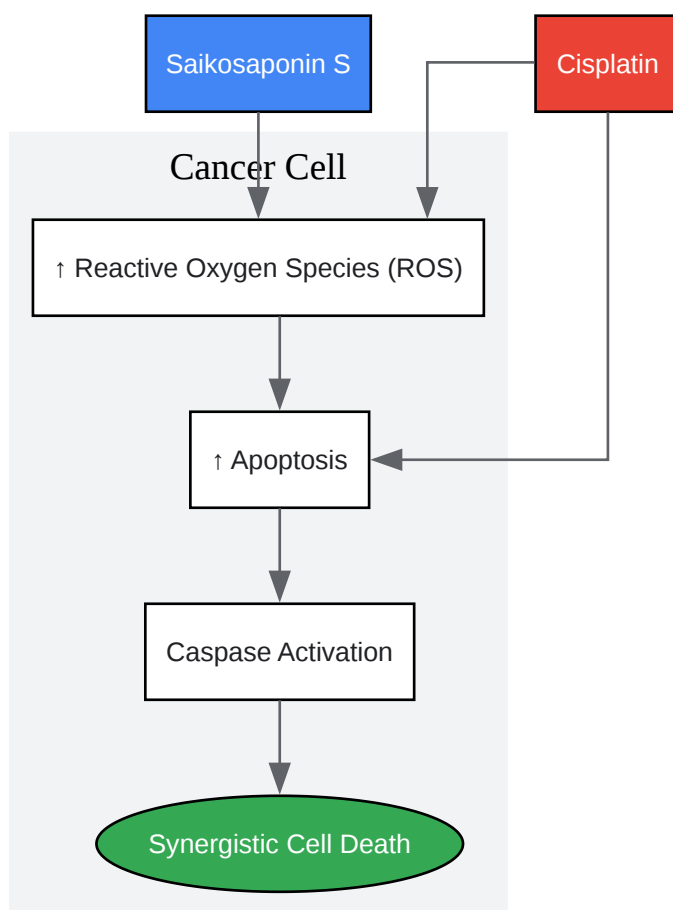 Saikosaponin S
Cisplatin
Cancer Cell
↑ Reactive Oxygen Species (ROS)
↑ Apoptosis
Caspase Activation
Synergistic Cell Death